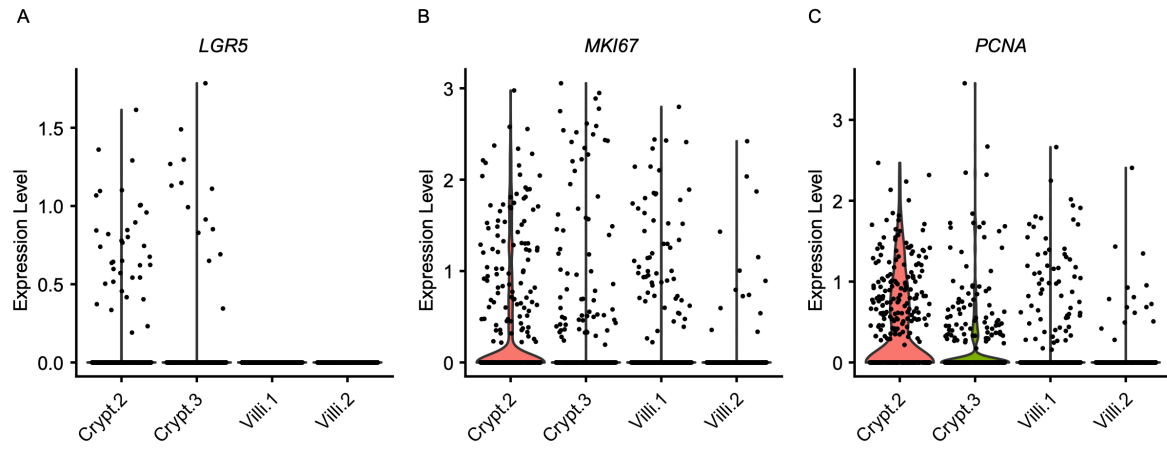 A
LGR5
Expression Level
1.5
1.0
0.5
0.0
Crypt.2
Crypt.3
Villi.1
Villi.2
B
MKI67
Expression Level
3
2
1
0
Crypt.2
Crypt.3
Villi.1
Villi.2
C
PCNA
Expression Level
3
2
1
0
Crypt.2
Crypt.3
Villi.1
Villi.2